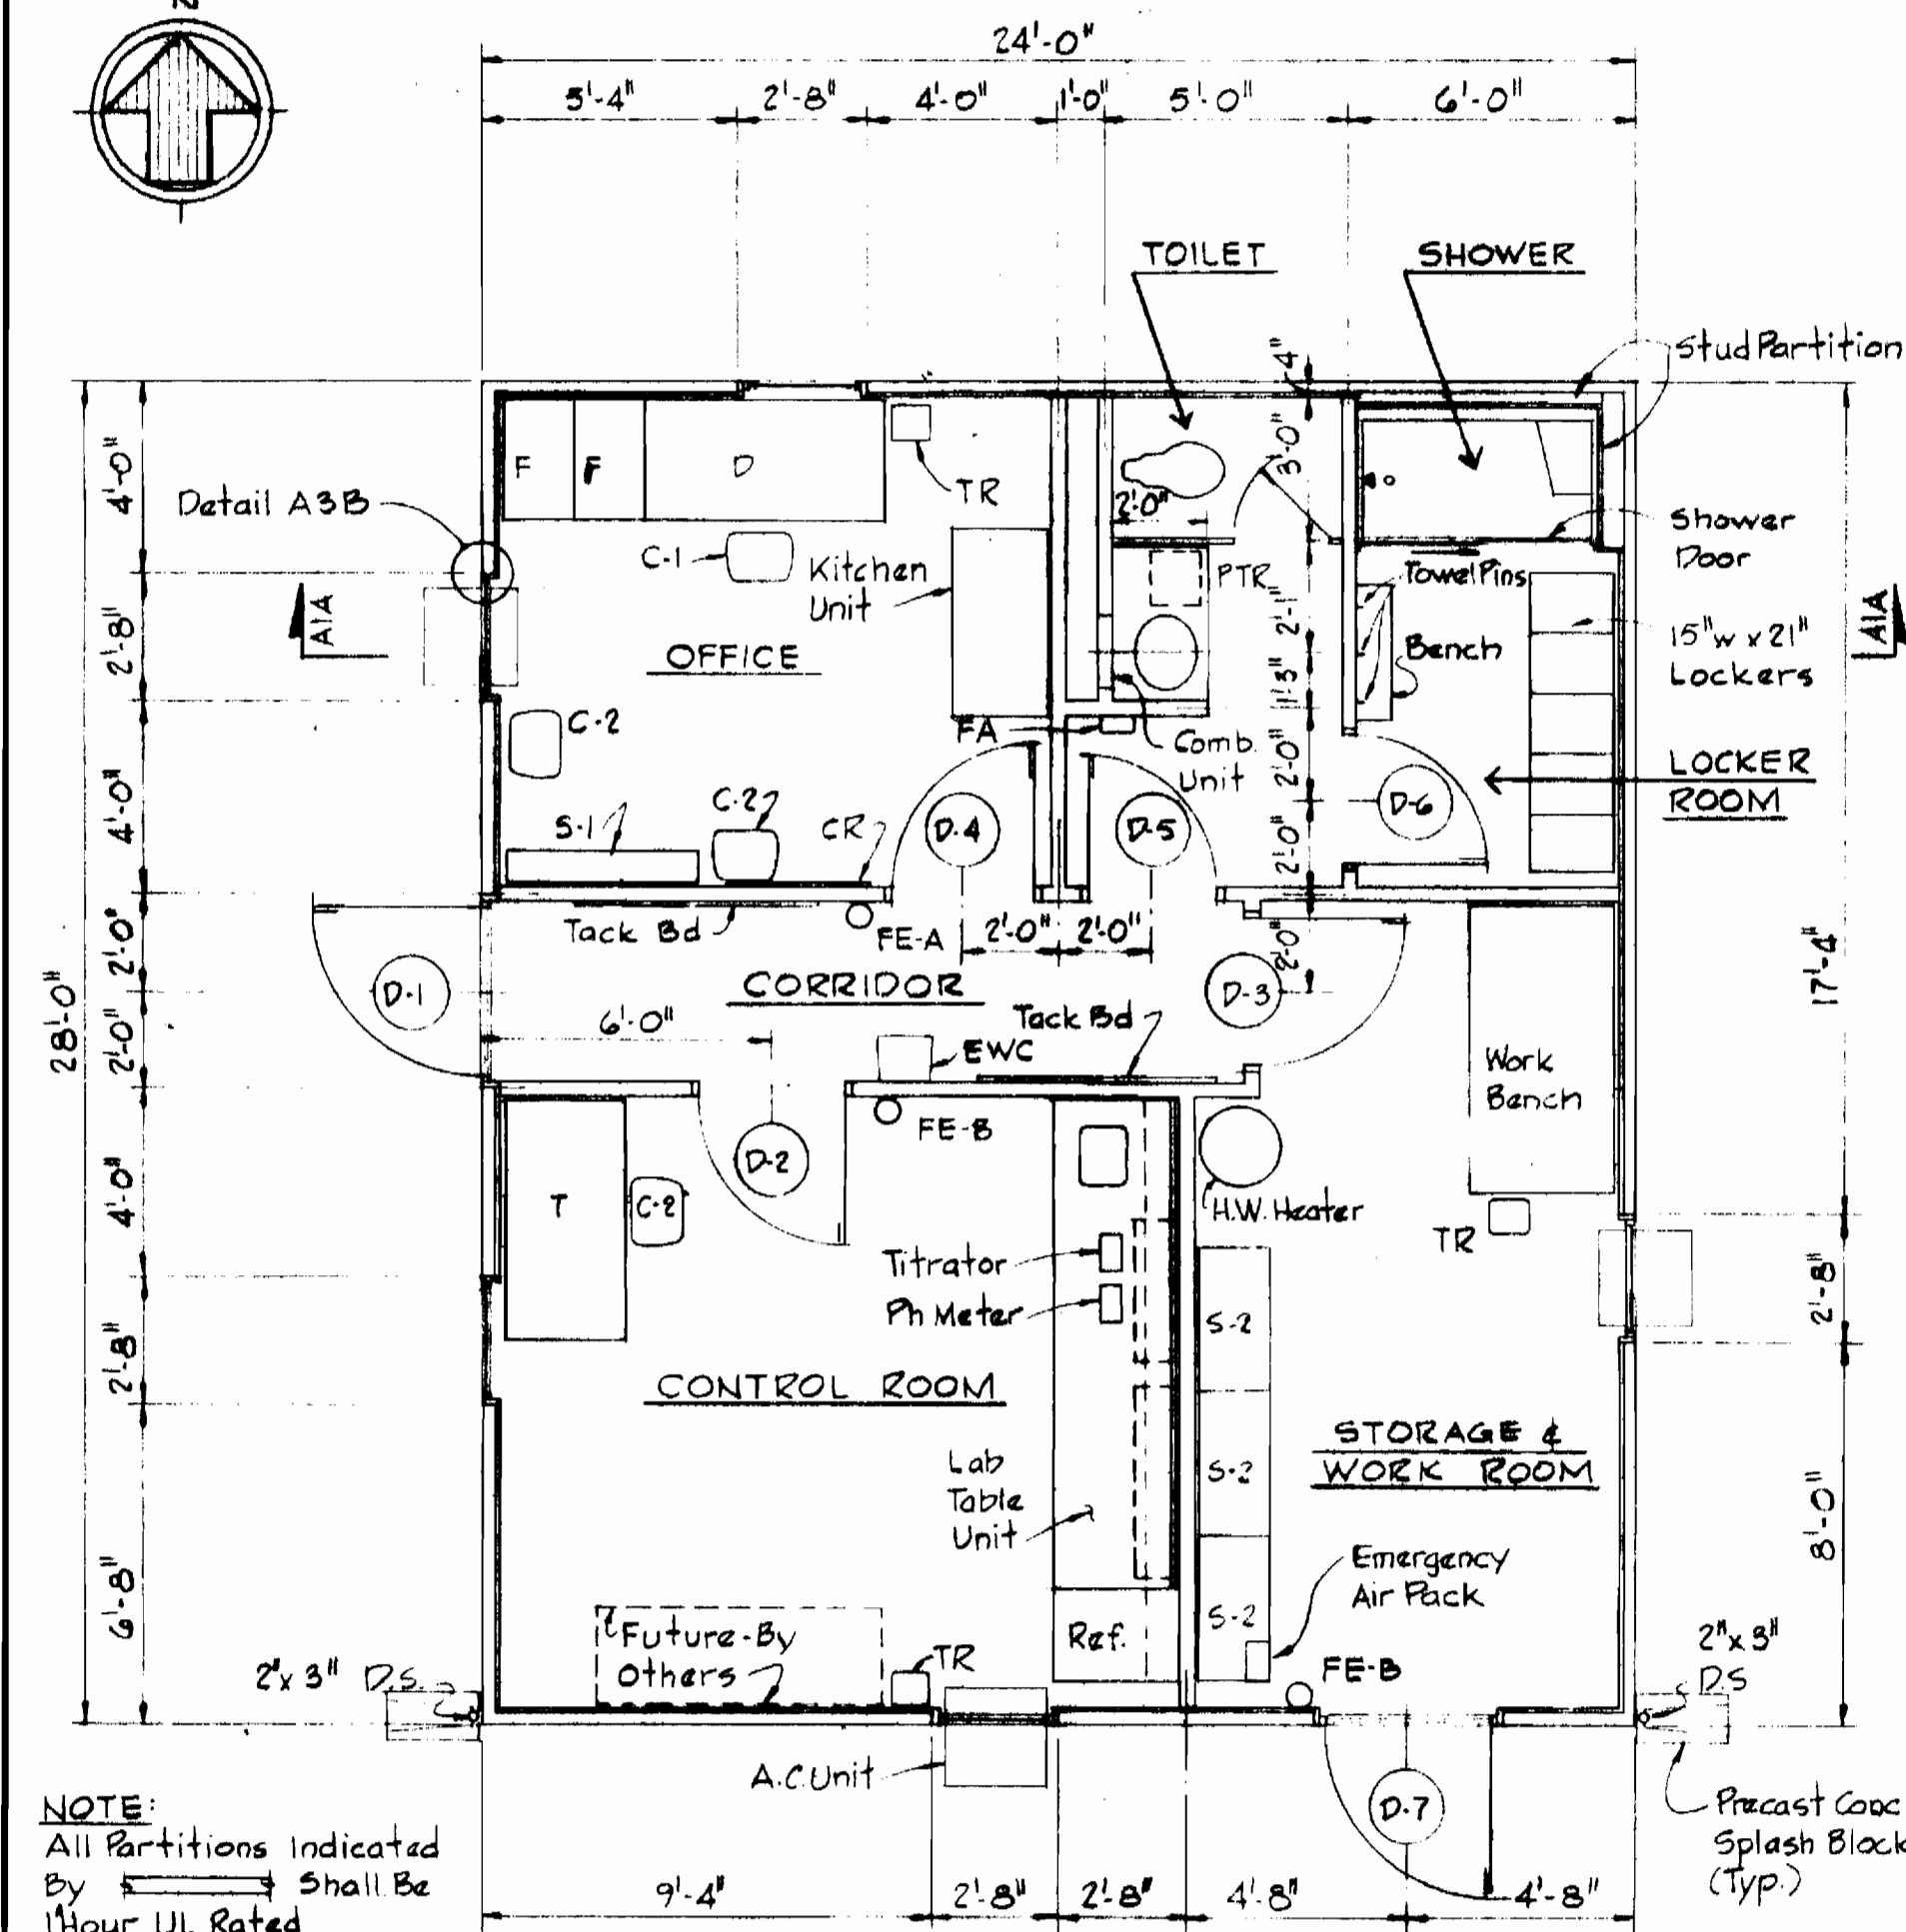 N
24'-0"
5'-4" 2'-8" 4'-0" 1'-0" 5'-0" 6'-0"
TOILET
SHOWER
Stud Partition
4"
3'-0"
4'-0"
F F D
TR
Detail A3B
2'-0"
Shower
Door
C-1
Kitchen
Unit
PTR
Towel Pins
2'-1"
A1A
2'-8"
OFFICE
Bench
15"w x 21"
Lockers
A1A
1'-3"
C-2
FA
Comb.
Unit
2'-0"
LOCKER
ROOM
4'-0"
S-1
C-2
CR
D-4
D-5
D-6
2'-0"
Tack Bd
FE-A
2'-0" 2'-0"
2'-0"
2'-0"
17'-4"
28'-0"
D-1
CORRIDOR
D-3
6'-0"
Tack Bd
2'-0"
EWC
Work
Bench
FE-B
D-2
4'-0"
T
C-2
H.W. Heater
TR
Titrator
Ph Meter
2'-8"
S-2
2'-8"
CONTROL ROOM
STORAGE &
WORK ROOM
Lab
Table
Unit
S-2
8'-0"
Emergency
Air Pack
6'-8"
S-2
Future-By
Others
TR
Ref.
FE-B
2"x 3" D.S.
2"x 3"
D.S
A.C. Unit
D-7
Precast Conc
Splash Block
(Typ.)
NOTE:
All Partitions Indicated
By Shall Be
1 Hour UL Rated
9'-4" 2'-8" 2'-8" 4'-8" 4'-8"